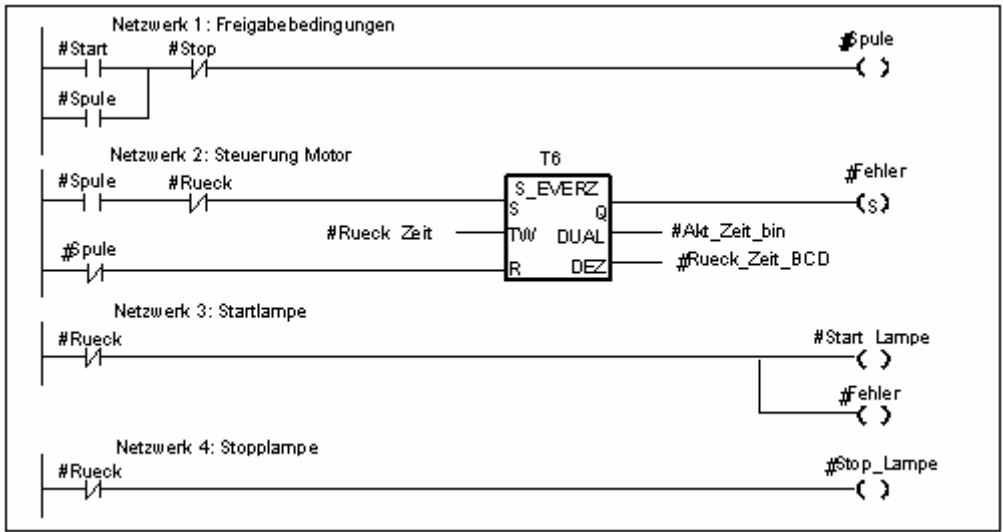 Netzwerk 1: Freigabebedingungen
#Start #Stop #Spule
#Spule
Netzwerk 2: Steuerung Motor
T6
#Spule #Rueck S_EVERZ #Fehler
S Q (S)
#Rueck Zeit TW DUAL #Akt_Zeit_bin
#Spule
R DEZ #Rueck_Zeit_BCD
Netzwerk 3: Startlampe
#Rueck #Start Lampe
#Fehler
Netzwerk 4: Stopplampe
#Rueck #Stop_Lampe